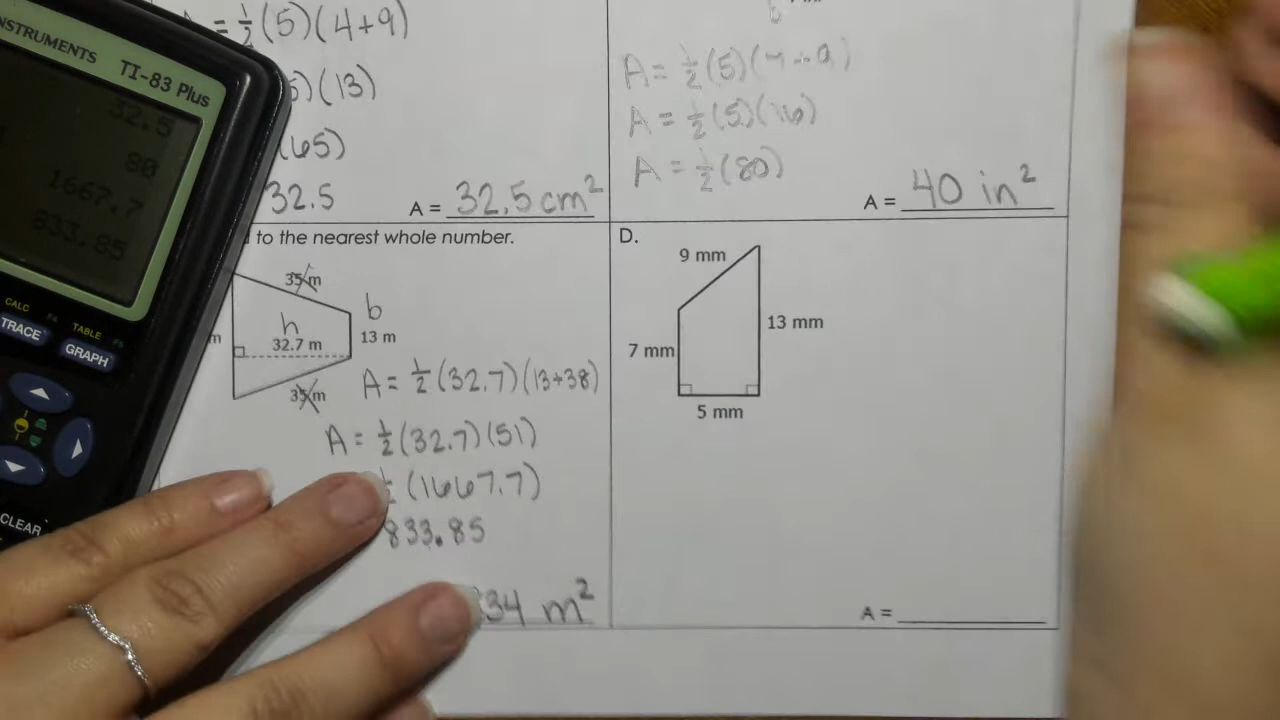 INSTRUMENTS
TI-83 Plus
32.5
80
1667.7
833.85
CALC F4
TABLE F5
TRACE
GRAPH
CLEAR
A = 1/2 (5)(4+9)
5)(13)
(65)
32.5
A = 32.5 cm²
A = 1/2 (5)(
A = 1/2 (5)(16)
A = 1/2 (80)
A = 40 in²
to the nearest whole number.
35 m
b
h
32.7 m
13 m
m
35 m
A = 1/2 (32.7)(13+38)
A = 1/2 (32.7)(51)
1/2 (1667.7)
833.85
34 m²
D.
9 mm
13 mm
7 mm
5 mm
A =